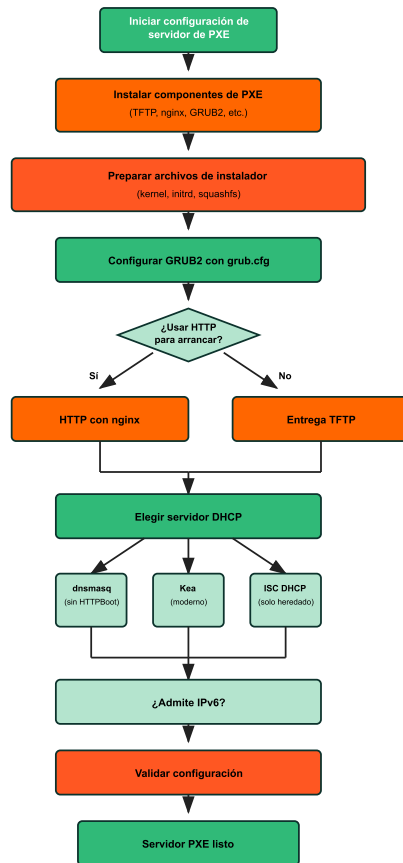 Iniciar configuración de
servidor de PXE
Instalar componentes de PXE
(TFTP, nginx, GRUB2, etc.)
Preparar archivos de instalador
(kernel, initrd, squashfs)
Configurar GRUB2 con grub.cfg
¿Usar HTTP
para arrancar?
Sí
No
HTTP con nginx
Entrega TFTP
Elegir servidor DHCP
dnsmasq
(sin HTTPBoot)
Kea
(moderno)
ISC DHCP
(solo heredado)
¿Admite IPv6?
Validar configuración
Servidor PXE listo